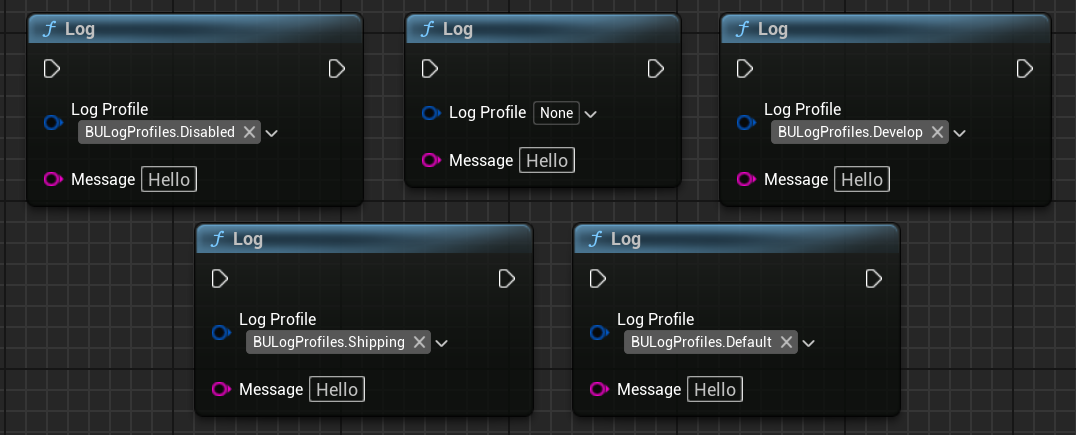 Log
Log Profile
BULogProfiles.Disabled
Message Hello
Log
Log Profile None
Message Hello
Log
Log Profile
BULogProfiles.Develop
Message Hello
Log
Log Profile
BULogProfiles.Shipping
Message Hello
Log
Log Profile
BULogProfiles.Default
Message Hello